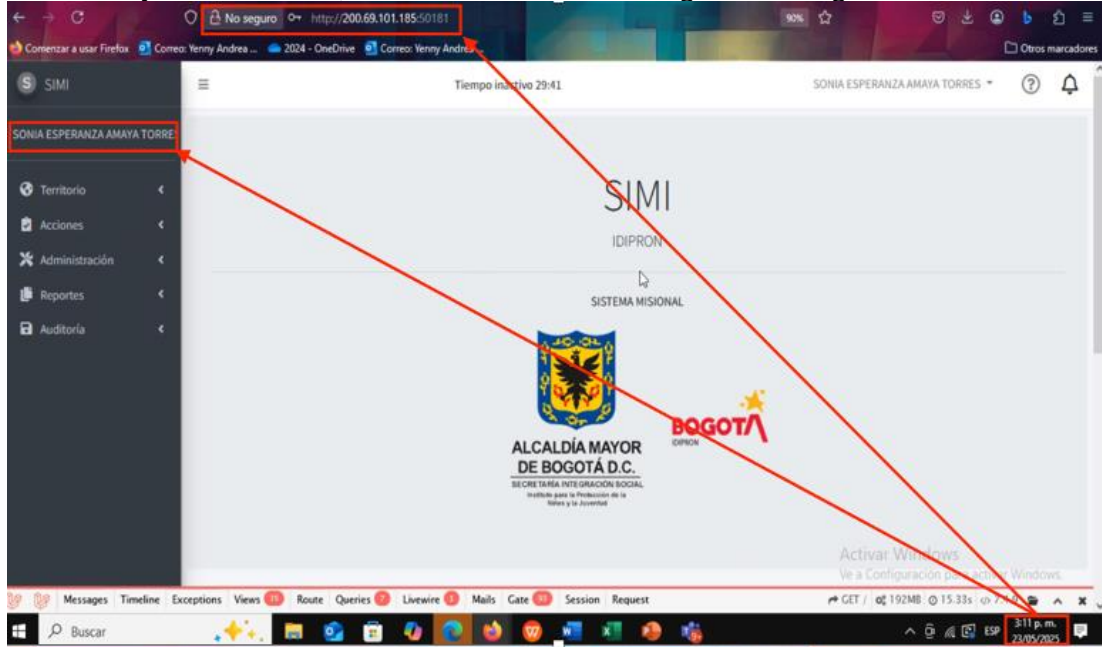 No seguro http://200.69.101.185:50181 90%
Comenzar a usar Firefox Correo: Yenny Andrea ... 2024 - OneDrive Correo: Yenny Andrea ... Otros marcadores
S SIMI Tiempo inactivo 29:41 SONIA ESPERANZA AMAYA TORRES
SONIA ESPERANZA AMAYA TORRES
Territorio
Acciones
Administración
Reportes
Auditoría
SIMI
IDIPRON
SISTEMA MISIONAL
ALCALDÍA MAYOR
DE BOGOTÁ D.C.
SECRETARÍA INTEGRACIÓN SOCIAL
Instituto para la Protección de la
Niñez y la Juventud
BOGOTÁ
IDIPRON
Activar Windows
Ve a Configuración para activar Windows.
Messages Timeline Exceptions Views Route Queries Livewire Mails Gate Session Request GET / 192MB 15.33s
Buscar ESP 3:11 p. m.
23/05/2025